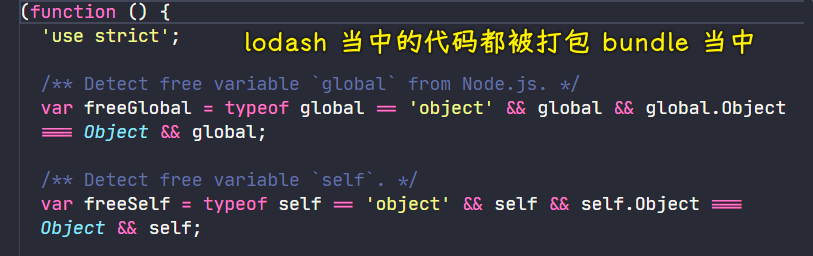 (function () {
'use strict';
lodash 当中的代码都被打包 bundle 当中
/** Detect free variable `global` from Node.js. */
var freeGlobal = typeof global == 'object' && global && global.Object
=== Object && global;
/** Detect free variable `self`. */
var freeSelf = typeof self == 'object' && self && self.Object ===
Object && self;